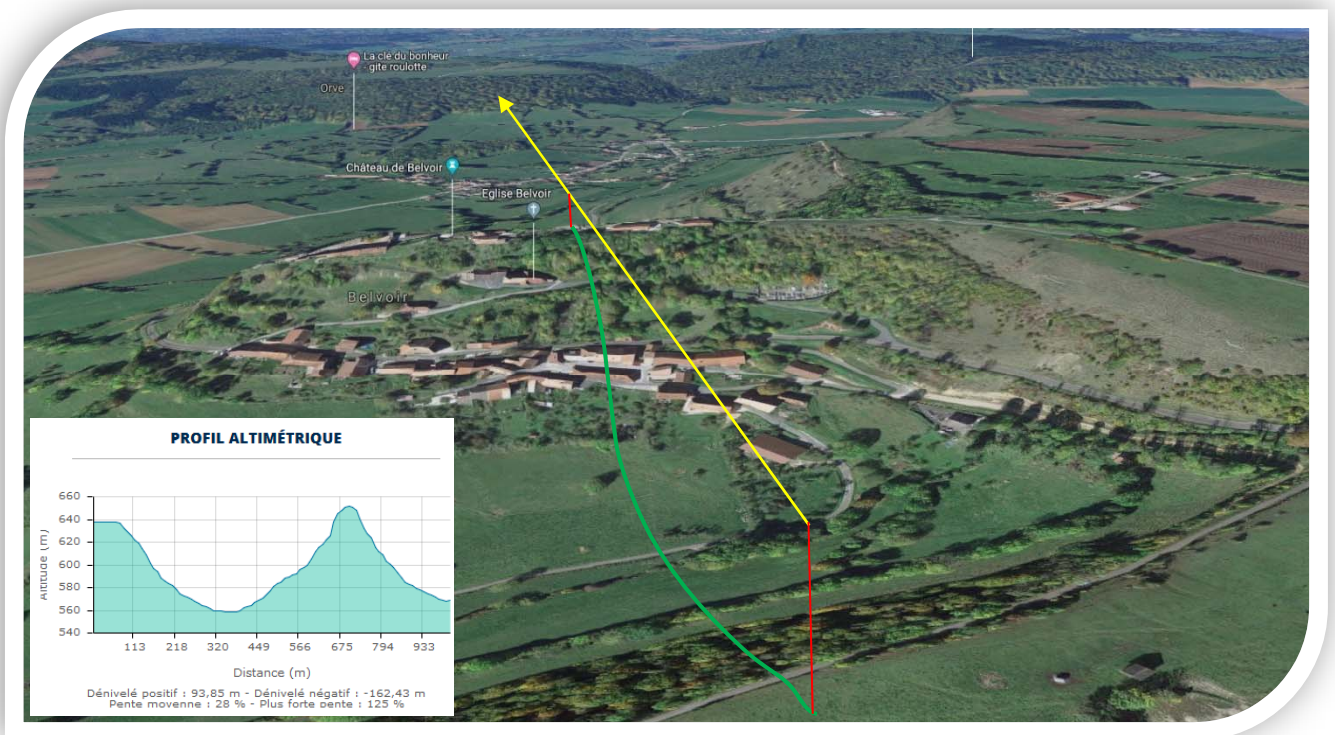 La clé du bonheur
- gîte roulotte
Orve
Château de Belvoir
Eglise Belvoir
Belvoir
PROFIL ALTIMÉTRIQUE
660
640
620
600
580
560
540
Altitude (m)
113 218 320 449 566 675 794 933
Distance (m)
Dénivelé positif : 93,85 m - Dénivelé négatif : -162,43 m
Pente moyenne : 28 % - Plus forte pente : 125 %